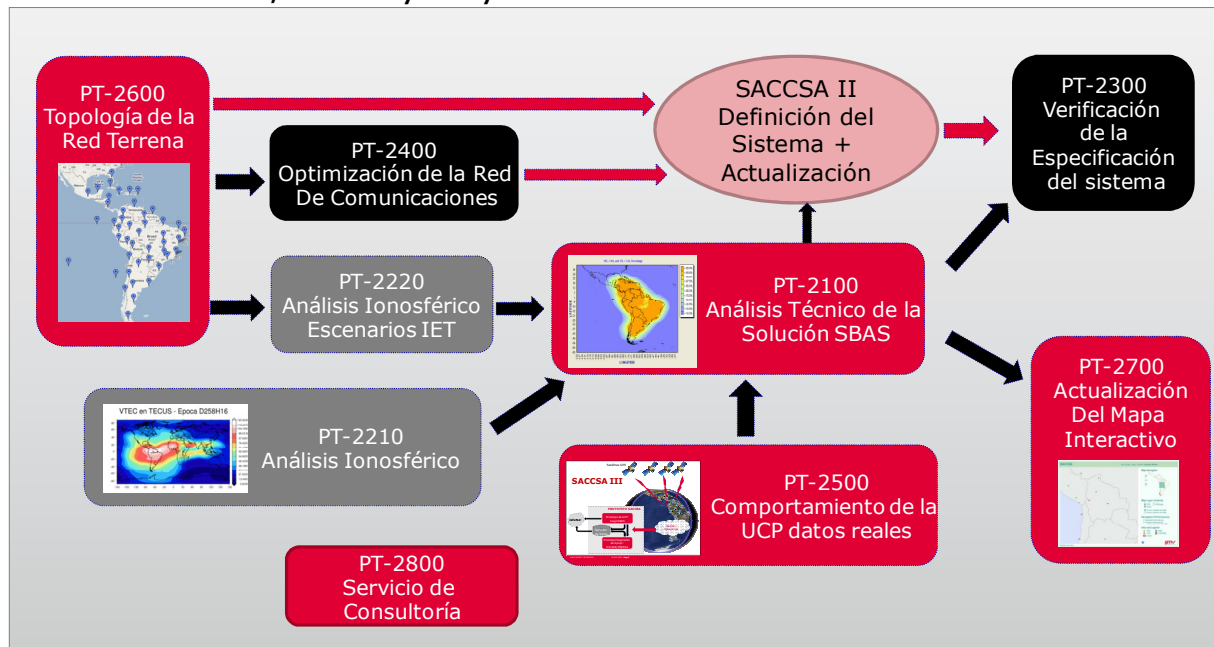 PT-2600
Topología de la
Red Terrena
PT-2400
Optimización de la Red
De Comunicaciones
SACCSA II
Definición del
Sistema +
Actualización
PT-2300
Verificación
de la
Especificación
del sistema
PT-2220
Análisis Ionosférico
Escenarios IET
PT-2100
Análisis Técnico de la
Solución SBAS
VTEC en TECUS - Epoca D258H16
PT-2210
Análisis Ionosférico
SACCSA III
PT-2500
Comportamiento de la
UCP datos reales
PT-2700
Actualización
Del Mapa
Interactivo
PT-2800
Servicio de
Consultoría